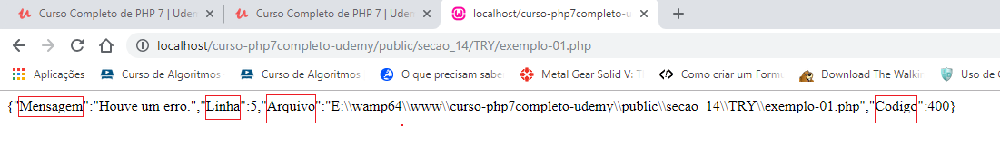 Curso Completo de PHP 7 | Udem
Curso Completo de PHP 7 | Udem
localhost/curso-php7completo-u
localhost/curso-php7completo-udemy/public/secao_14/TRY/exemplo-01.php
Aplicações
Curso de Algoritmos
Curso de Algoritmos
O que precisam sabe
Metal Gear Solid V: Th
Como criar um Formu
Download The Walkin
Uso de
{"Mensagem":"Houve um erro.","Linha":5,"Arquivo":"E:\\wamp64\\www\\curso-php7completo-udemy\\public\\secao_14\\TRY\\exemplo-01.php","Codigo":400}